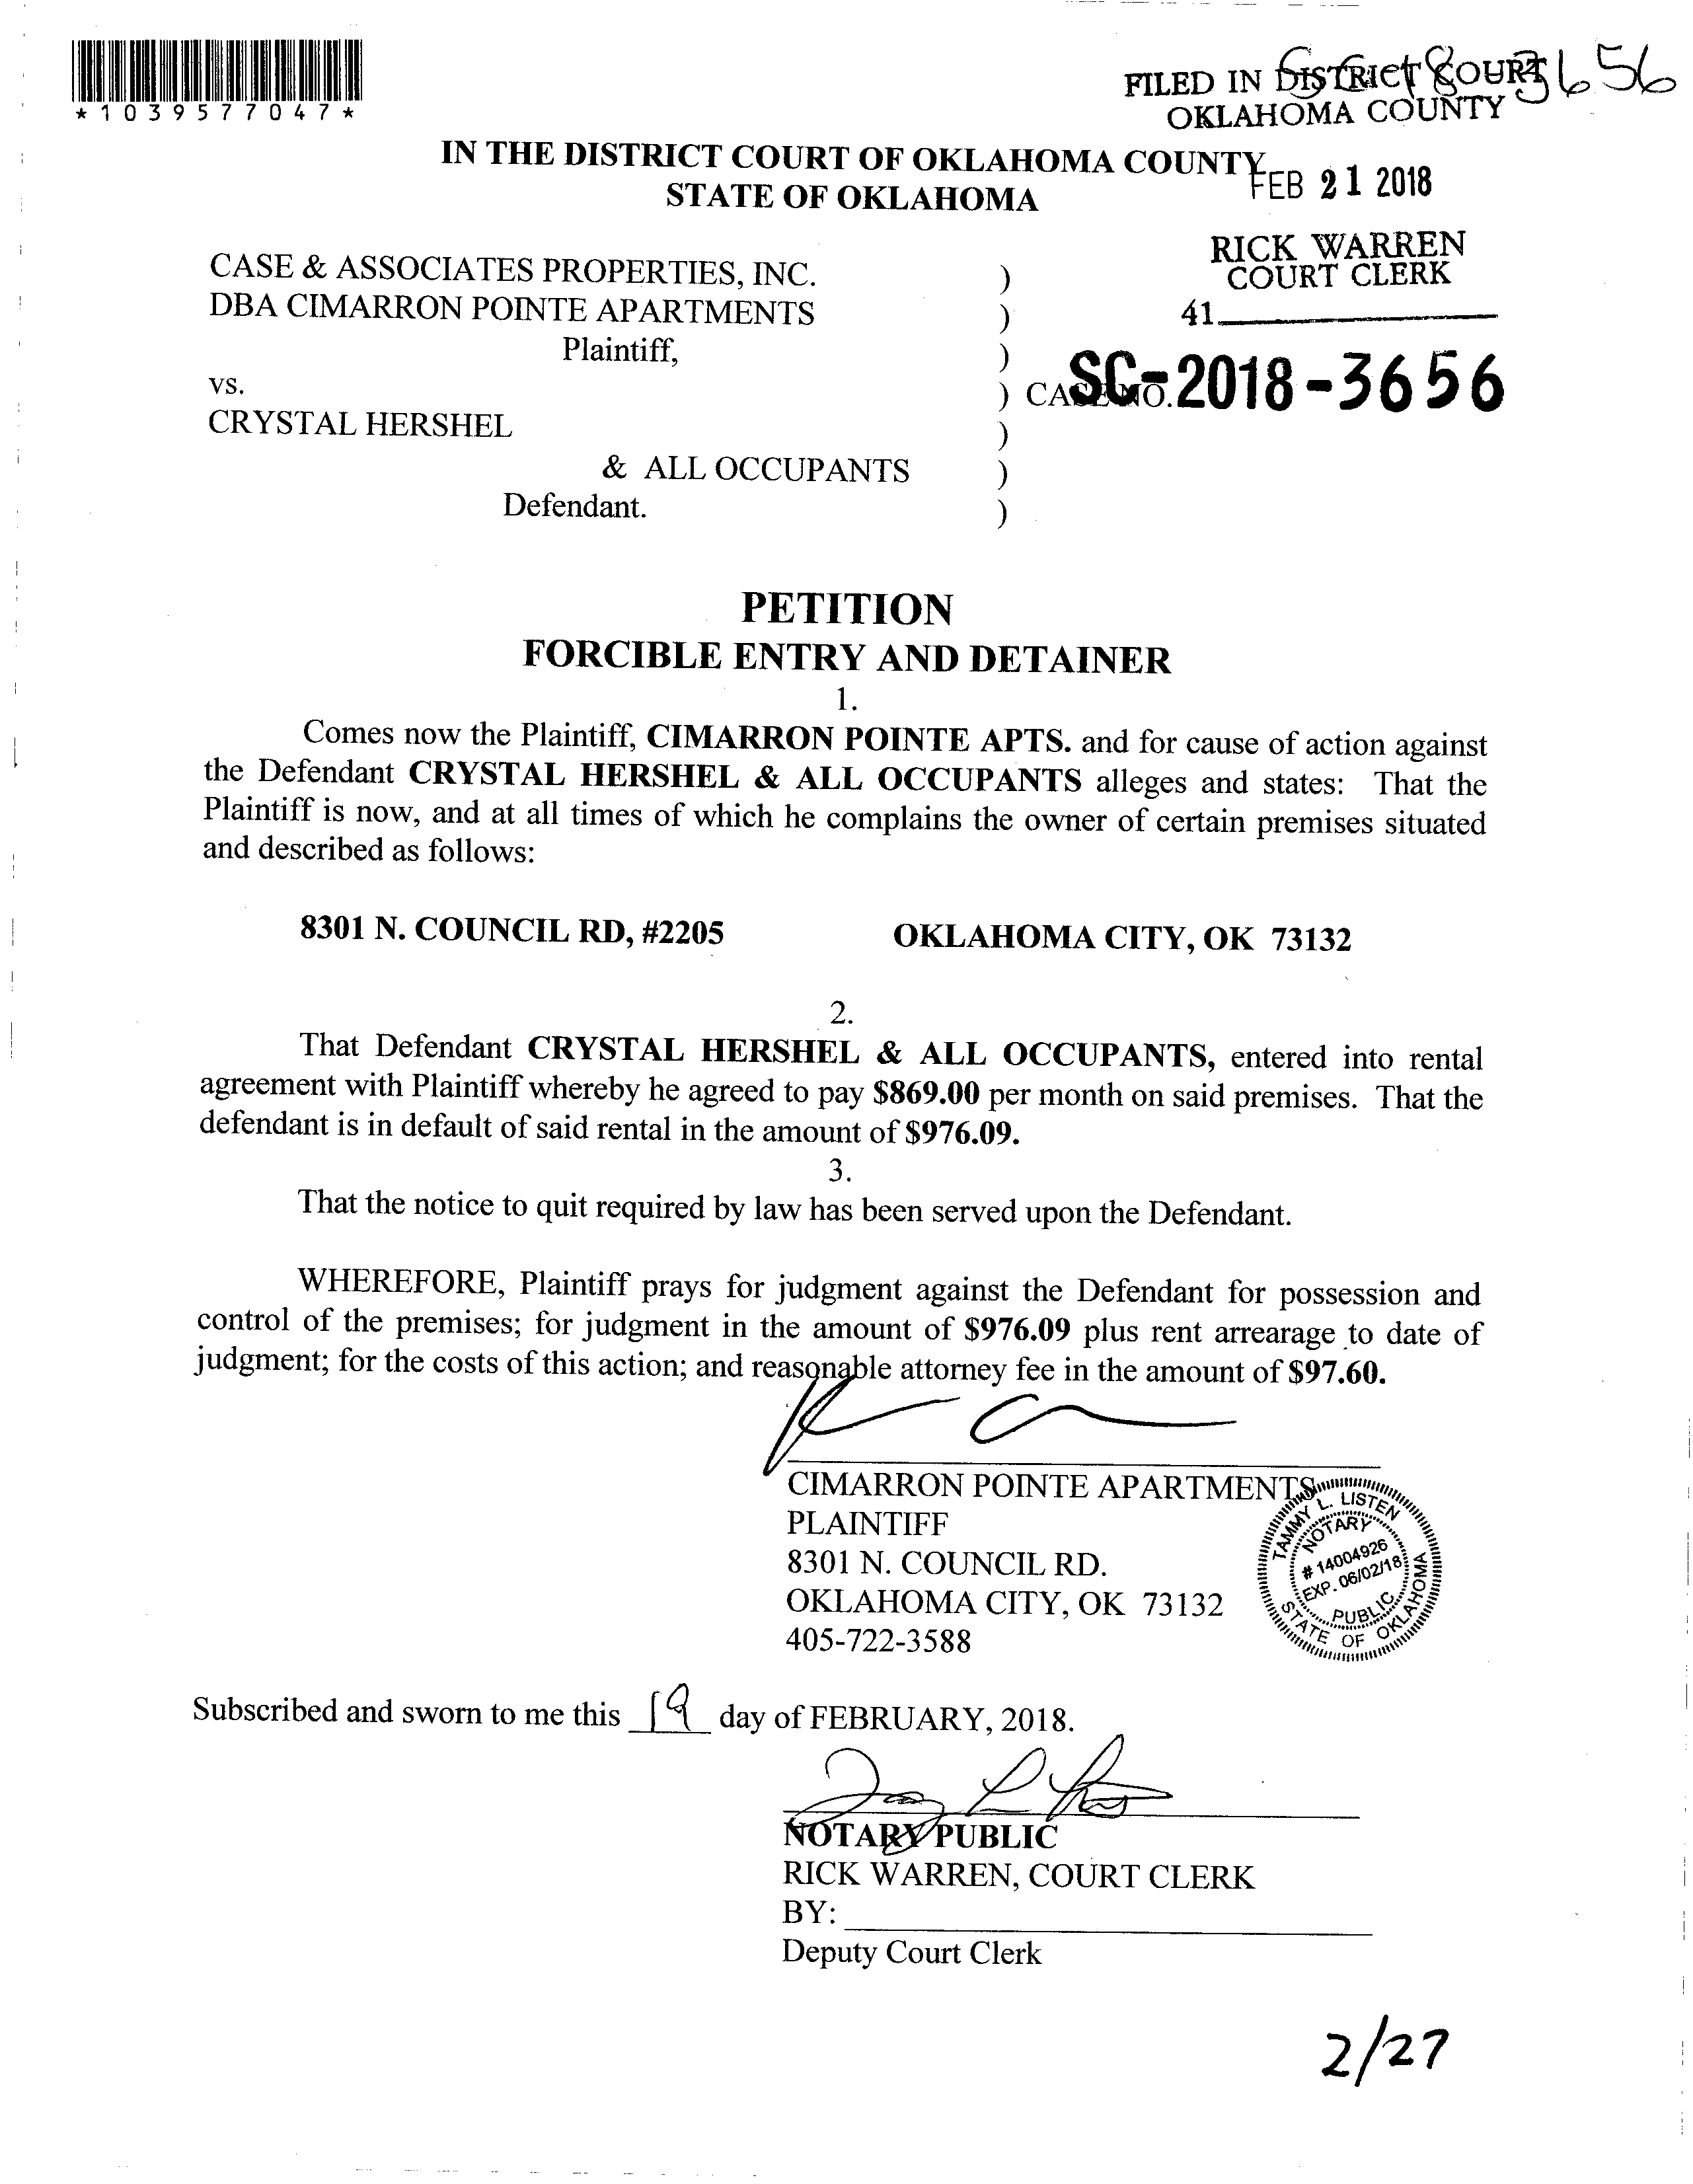 *1039577047*
3656
FILED IN DISTRICT COURT
OKLAHOMA COUNTY
IN THE DISTRICT COURT OF OKLAHOMA COUNTY
STATE OF OKLAHOMA
FEB 21 2018
RICK WARREN
COURT CLERK
41
CASE & ASSOCIATES PROPERTIES, INC. )
DBA CIMARRON POINTE APARTMENTS )
Plaintiff, )
vs. ) CASE NO. SC-2018-3656
CRYSTAL HERSHEL )
& ALL OCCUPANTS )
Defendant. )
PETITION
FORCIBLE ENTRY AND DETAINER
1.
Comes now the Plaintiff, CIMARRON POINTE APTS. and for cause of action against
the Defendant CRYSTAL HERSHEL & ALL OCCUPANTS alleges and states: That the
Plaintiff is now, and at all times of which he complains the owner of certain premises situated
and described as follows:
8301 N. COUNCIL RD, #2205 OKLAHOMA CITY, OK 73132
2.
That Defendant CRYSTAL HERSHEL & ALL OCCUPANTS, entered into rental
agreement with Plaintiff whereby he agreed to pay $869.00 per month on said premises. That the
defendant is in default of said rental in the amount of $976.09.
3.
That the notice to quit required by law has been served upon the Defendant.
WHEREFORE, Plaintiff prays for judgment against the Defendant for possession and
control of the premises; for judgment in the amount of $976.09 plus rent arrearage to date of
judgment; for the costs of this action; and reasonable attorney fee in the amount of $97.60.
CIMARRON POINTE APARTMENTS
PLAINTIFF
8301 N. COUNCIL RD.
OKLAHOMA CITY, OK 73132
405-722-3588
TAMMY L. LISTEN
NOTARY
# 14004926
EXP. 06/02/18
PUBLIC
STATE OF OKLAHOMA
Subscribed and sworn to me this 19 day of FEBRUARY, 2018.
NOTARY PUBLIC
RICK WARREN, COURT CLERK
BY:
Deputy Court Clerk
2/27